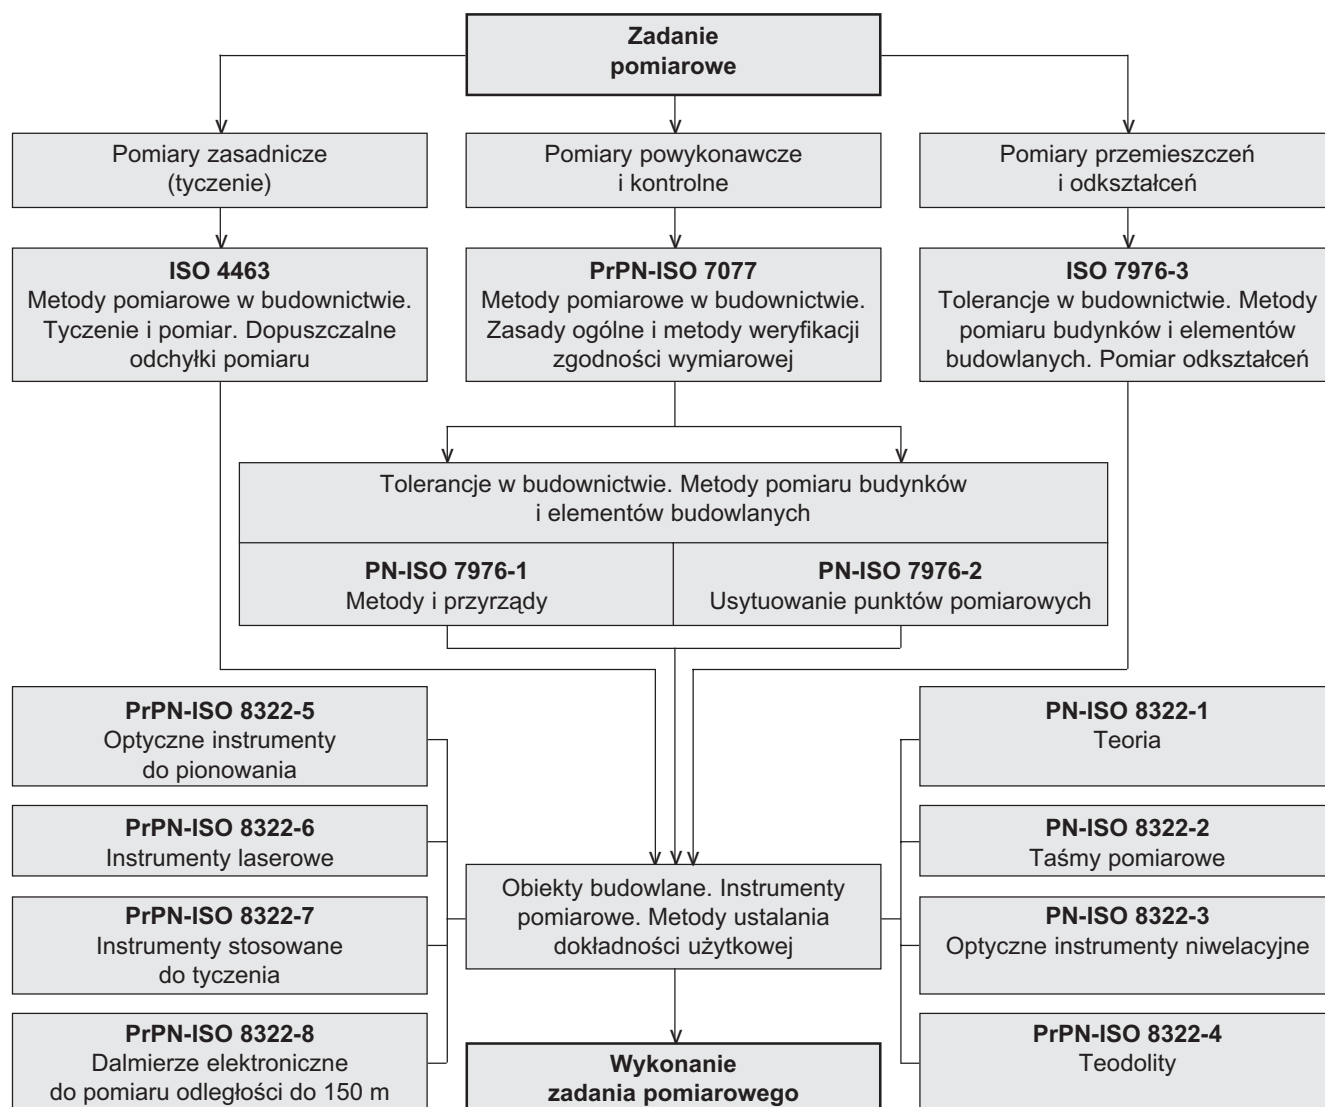 Zadanie
pomiarowe
Pomiary zasadnicze
(tyczenie)
Pomiary powykonawcze
i kontrolne
Pomiary przemieszczeń
i odkształceń
ISO 4463
Metody pomiarowe w budownictwie.
Tyczenie i pomiar. Dopuszczalne
odchyłki pomiaru
PrPN-ISO 7077
Metody pomiarowe w budownictwie.
Zasady ogólne i metody weryfikacji
zgodności wymiarowej
ISO 7976-3
Tolerancje w budownictwie. Metody
pomiaru budynków i elementów
budowlanych. Pomiar odkształceń
Tolerancje w budownictwie. Metody pomiaru budynków
i elementów budowlanych
PN-ISO 7976-1
Metody i przyrządy
PN-ISO 7976-2
Usytuowanie punktów pomiarowych
PrPN-ISO 8322-5
Optyczne instrumenty
do pionowania
PrPN-ISO 8322-6
Instrumenty laserowe
PrPN-ISO 8322-7
Instrumenty stosowane
do tyczenia
PrPN-ISO 8322-8
Dalmierze elektroniczne
do pomiaru odległości do 150 m
Obiekty budowlane. Instrumenty
pomiarowe. Metody ustalania
dokładności użytkowej
Wykonanie
zadania pomiarowego
PN-ISO 8322-1
Teoria
PN-ISO 8322-2
Taśmy pomiarowe
PN-ISO 8322-3
Optyczne instrumenty niwelacyjne
PrPN-ISO 8322-4
Teodolity